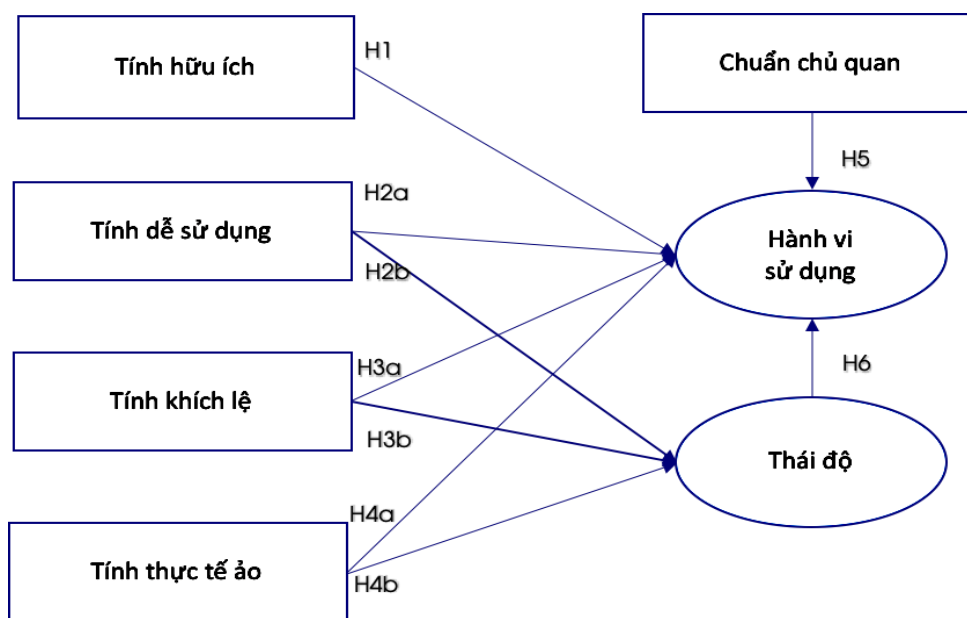 Tính hữu ích
H1
Chuẩn chủ quan
H5
Tính dễ sử dụng
H2a
H2b
Hành vi
sử dụng
Tính khích lệ
H3a
H3b
H6
Thái độ
Tính thực tế ảo
H4a
H4b